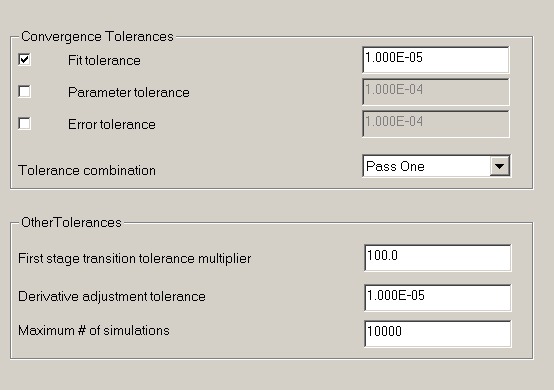 Convergence Tolerances
Fit tolerance 1.000E-05
Parameter tolerance 1.000E-04
Error tolerance 1.000E-04
Tolerance combination Pass One
OtherTolerances
First stage transition tolerance multiplier 100.0
Derivative adjustment tolerance 1.000E-05
Maximum # of simulations 10000